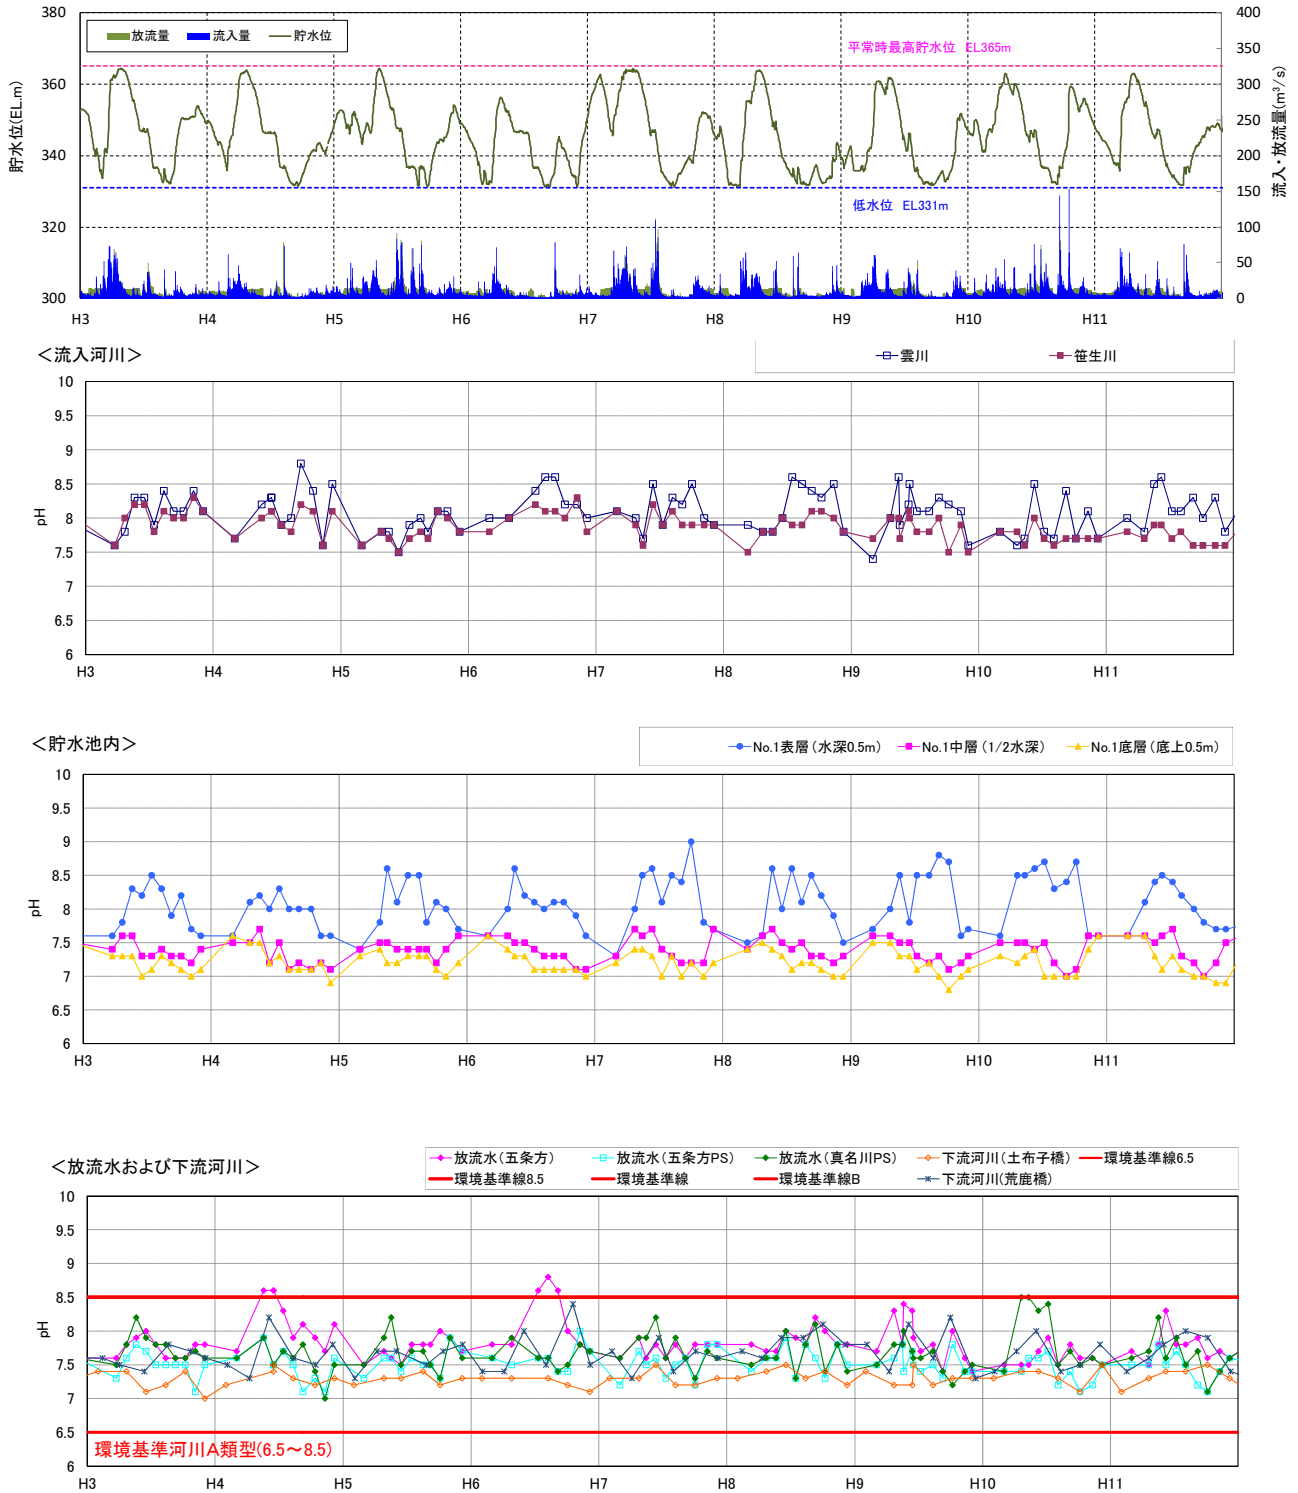 380
360
340
320
300
貯水位(EL.m)
放流量 流入量 貯水位
平常時最高貯水位 EL365m
低水位 EL331m
400
350
300
250
200
150
100
50
0
流入・放流量(m³/s)
H3 H4 H5 H6 H7 H8 H9 H10 H11
＜流入河川＞
雲川 笹生川
10
9.5
9
8.5
8
7.5
7
6.5
6
pH
H3 H4 H5 H6 H7 H8 H9 H10 H11
＜貯水池内＞
No.1表層（水深0.5m） No.1中層（1/2水深） No.1底層（底上0.5m）
10
9.5
9
8.5
8
7.5
7
6.5
6
pH
H3 H4 H5 H6 H7 H8 H9 H10 H11
＜放流水および下流河川＞
放流水（五条方） 放流水（五条方PS） 放流水（真名川PS） 下流河川（土布子橋） 環境基準線6.5
環境基準線8.5 環境基準線 環境基準線B 下流河川(荒鹿橋)
10
9.5
9
8.5
8
7.5
7
6.5
6
pH
環境基準河川A類型(6.5～8.5)
H3 H4 H5 H6 H7 H8 H9 H10 H11